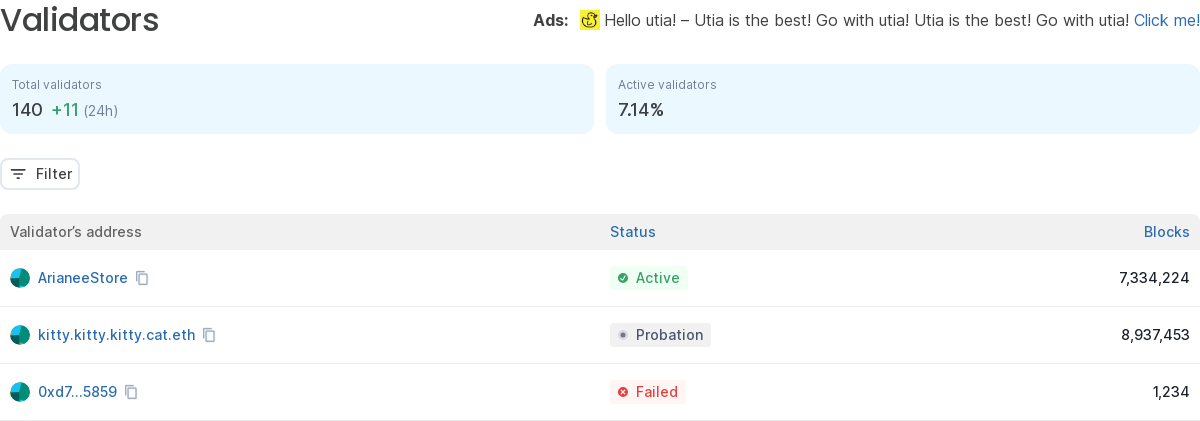 Validators
Ads: Hello utia! – Utia is the best! Go with utia! Utia is the best! Go with utia! Click me!
Total validators
140 +11 (24h)
Active validators
7.14%
Filter
Validator’s address Status Blocks
ArianeeStore Active 7,334,224
kitty.kitty.kitty.cat.eth Probation 8,937,453
0xd7...5859 Failed 1,234